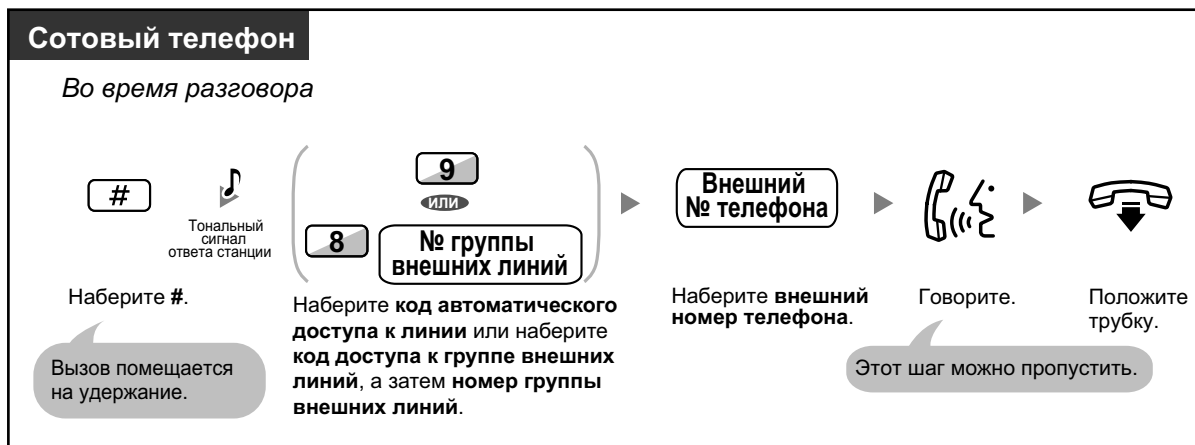 Сотовый телефон
Во время разговора
#
Тональный
сигнал
ответа станции
9
или
8
№ группы
внешних линий
Внешний
№ телефона
Наберите #.
Вызов помещается
на удержание.
Наберите код автоматического
доступа к линии или наберите
код доступа к группе внешних
линий, а затем номер группы
внешних линий.
Наберите внешний
номер телефона.
Говорите.
Этот шаг можно пропустить.
Положите
трубку.